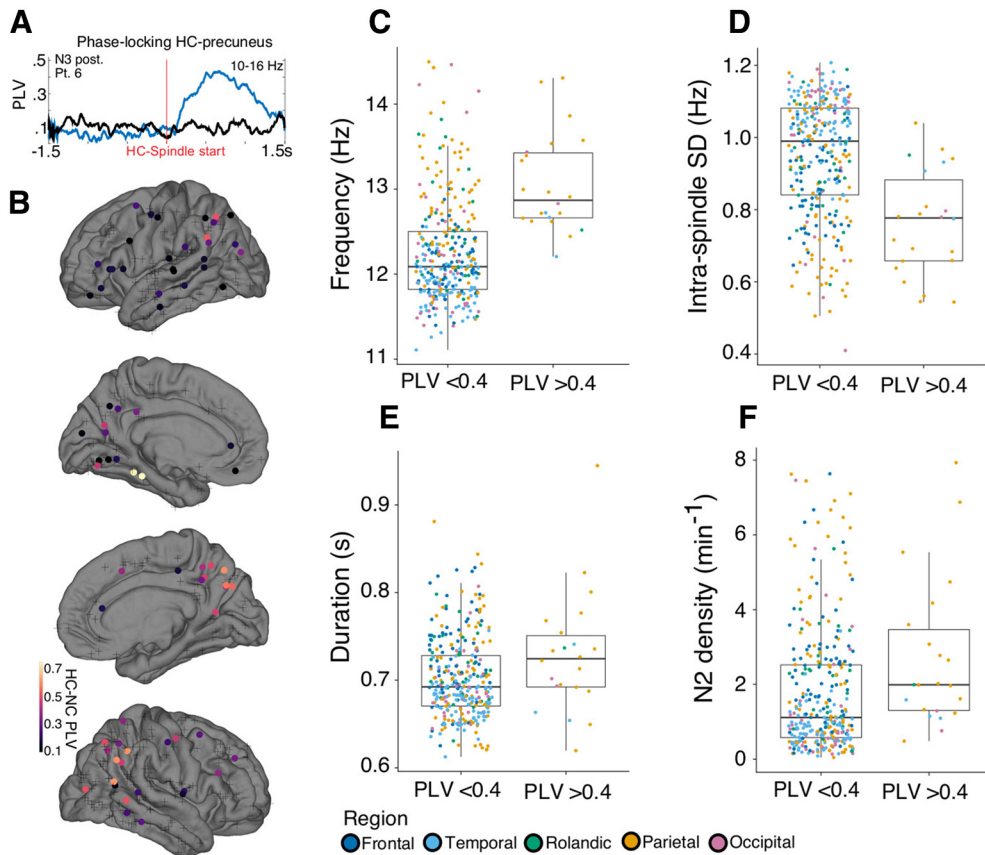 A
Phase-locking HC-precuneus
N3 post.
Pt. 6
10-16 Hz
PLV
.5
.3
.1
-1.5
HC-Spindle start
1.5s
B
HC-NC PLV
0.7
0.5
0.3
0.1
C
Frequency (Hz)
14
13
12
11
PLV <0.4
PLV >0.4
D
Intra-spindle SD (Hz)
1.2
1.0
0.8
0.6
0.4
PLV <0.4
PLV >0.4
E
Duration (s)
0.9
0.8
0.7
0.6
PLV <0.4
PLV >0.4
F
N2 density (min⁻¹)
8
6
4
2
0
PLV <0.4
PLV >0.4
Region
Frontal
Temporal
Rolandic
Parietal
Occipital